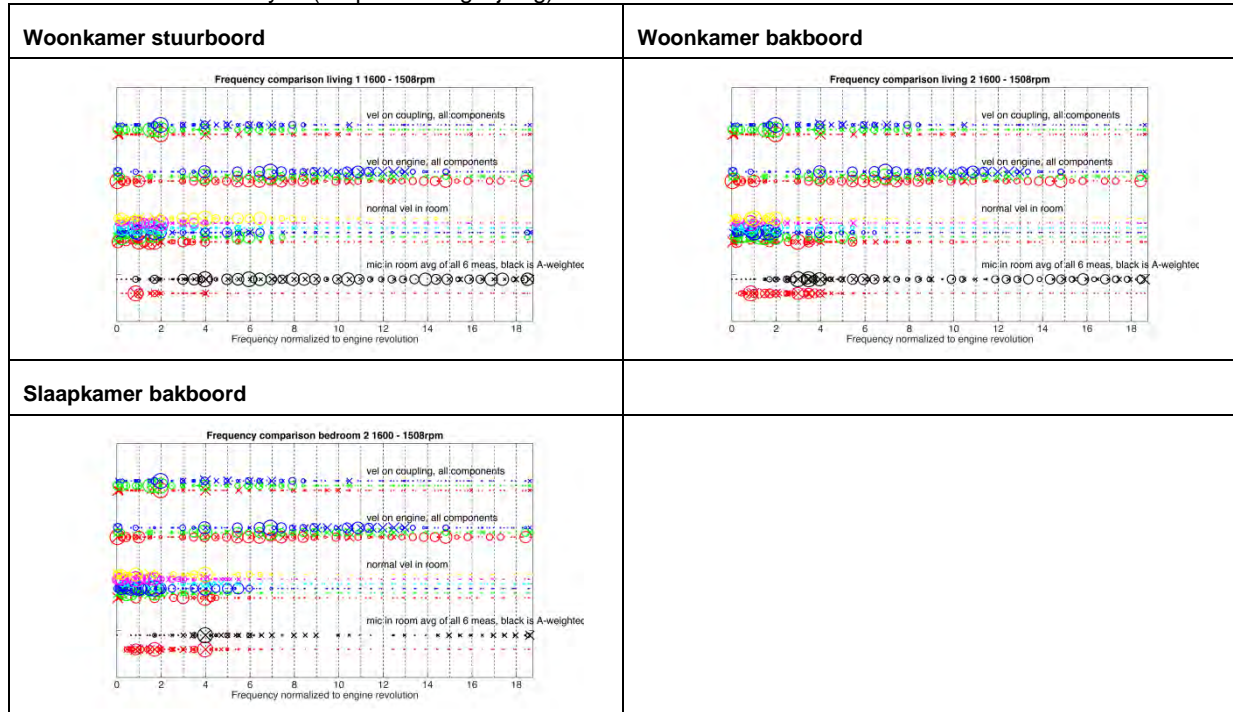 Woonkamer stuurboord
Woonkamer bakboord
Frequency comparison living 1 1600 - 1508rpm
vel on coupling, all components
vel on engine, all components
normal vel in room
mic in room avg of all 6 meas, black is A-weighted
0 2 4 6 8 10 12 14 16 18
Frequency normalized to engine revolution
Frequency comparison living 2 1600 - 1508rpm
vel on coupling, all components
vel on engine, all components
normal vel in room
mic in room avg of all 6 meas, black is A-weighted
0 2 4 6 8 10 12 14 16 18
Frequency normalized to engine revolution
Slaapkamer bakboord
Frequency comparison bedroom 2 1600 - 1508rpm
vel on coupling, all components
vel on engine, all components
normal vel in room
mic in room avg of all 6 meas, black is A-weighted
0 2 4 6 8 10 12 14 16 18
Frequency normalized to engine revolution